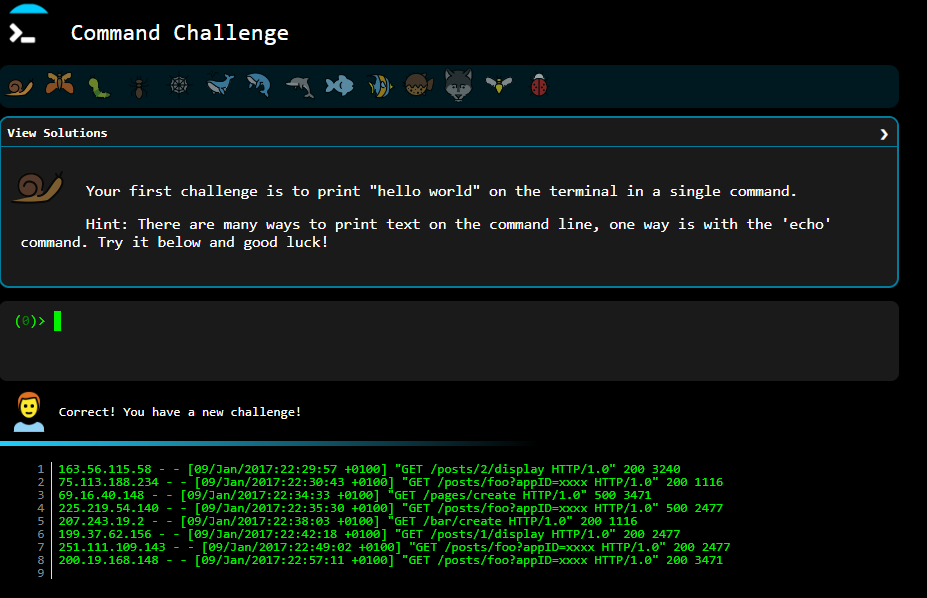 Command Challenge
View Solutions
Your first challenge is to print "hello world" on the terminal in a single command.
Hint: There are many ways to print text on the command line, one way is with the 'echo'
command. Try it below and good luck!
(0)>
Correct! You have a new challenge!
1 163.56.115.58 - - [09/Jan/2017:22:29:57 +0100] "GET /posts/2/display HTTP/1.0" 200 3240
2 75.113.188.234 - - [09/Jan/2017:22:30:43 +0100] "GET /posts/foo?appID=xxxx HTTP/1.0" 200 1116
3 69.16.40.148 - - [09/Jan/2017:22:34:33 +0100] "GET /pages/create HTTP/1.0" 500 3471
4 225.219.54.140 - - [09/Jan/2017:22:35:30 +0100] "GET /posts/foo?appID=xxxx HTTP/1.0" 500 2477
5 207.243.19.2 - - [09/Jan/2017:22:38:03 +0100] "GET /bar/create HTTP/1.0" 200 1116
6 199.37.62.156 - - [09/Jan/2017:22:42:18 +0100] "GET /posts/1/display HTTP/1.0" 200 2477
7 251.111.109.143 - - [09/Jan/2017:22:49:02 +0100] "GET /posts/foo?appID=xxxx HTTP/1.0" 200 2477
8 200.19.168.148 - - [09/Jan/2017:22:57:11 +0100] "GET /posts/foo?appID=xxxx HTTP/1.0" 200 3471
9